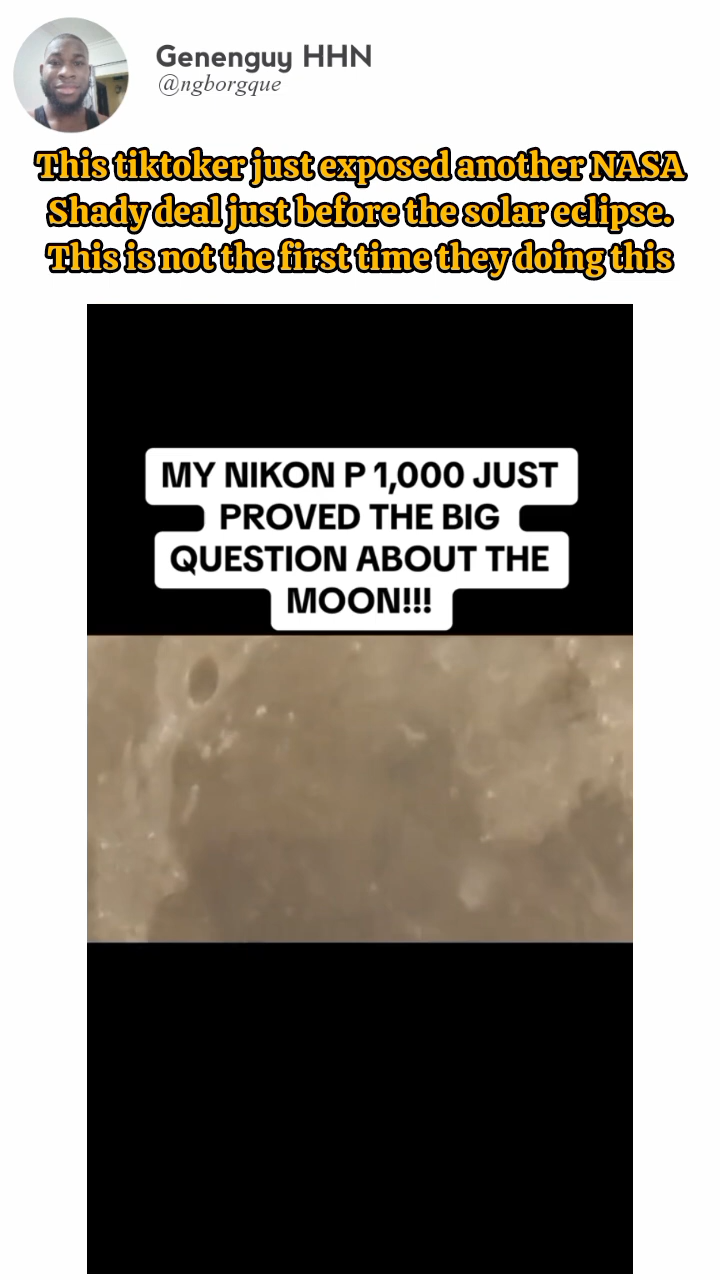 Genenguy HHN
@ngborgque
This tiktoker just exposed another NASA
Shady deal just before the solar eclipse.
This is not the first time they doing this
MY NIKON P 1,000 JUST
PROVED THE BIG
QUESTION ABOUT THE
MOON!!!